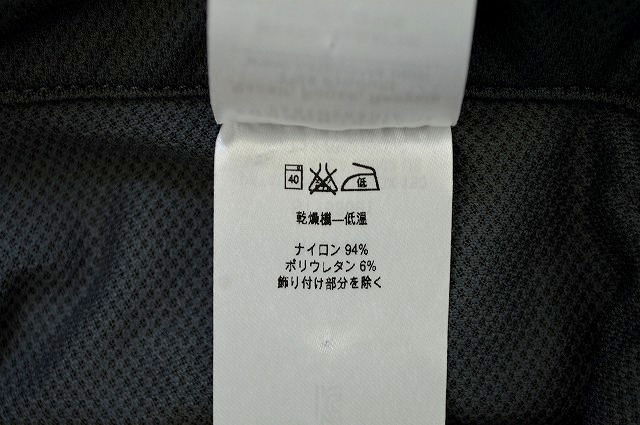 40 低
乾燥機—低温
ナイロン 94%
ポリウレタン 6%
飾り付け部分を除く